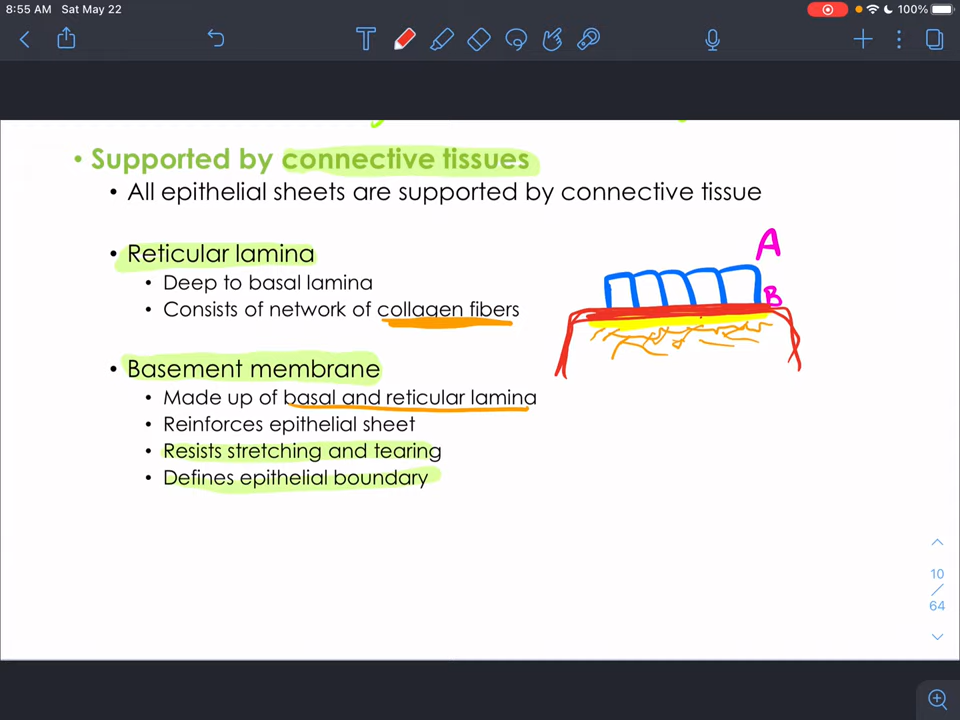 8:55 AM Sat May 22
100%
T
• Supported by connective tissues
• All epithelial sheets are supported by connective tissue
• Reticular lamina
• Deep to basal lamina
• Consists of network of collagen fibers
• Basement membrane
• Made up of basal and reticular lamina
• Reinforces epithelial sheet
• Resists stretching and tearing
• Defines epithelial boundary
A
B
10
/
64